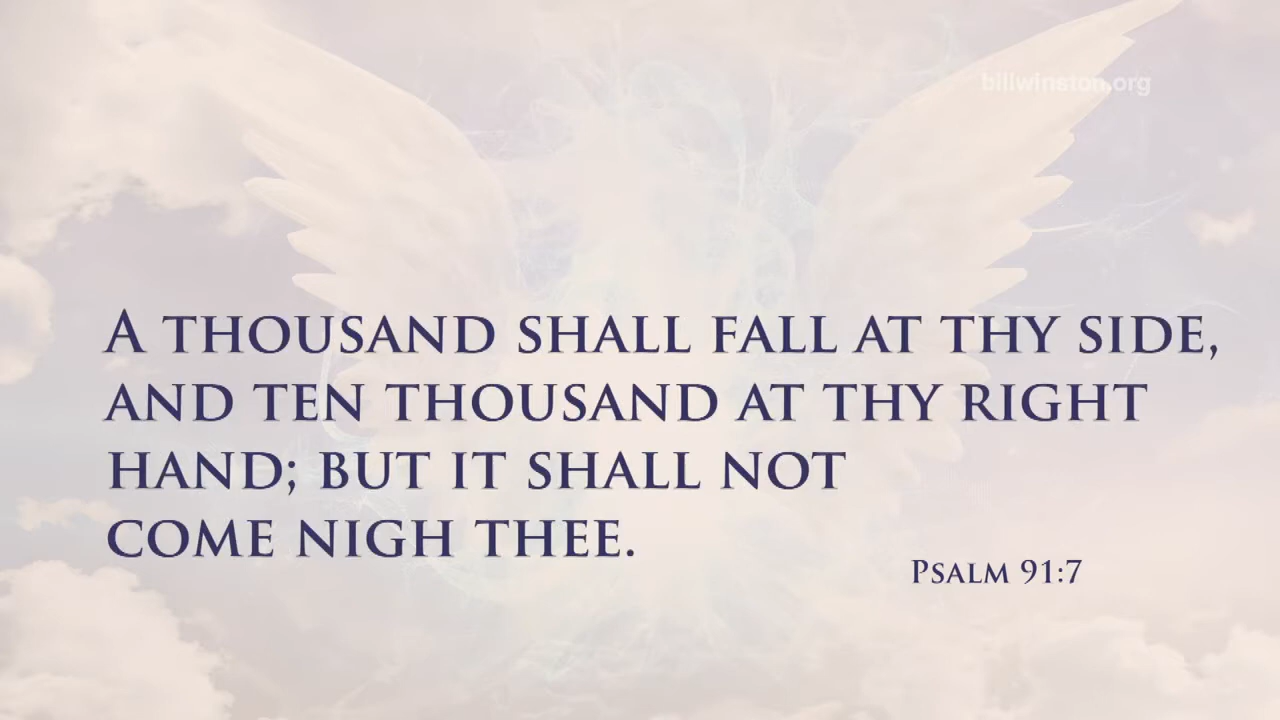 billwinston.org
A THOUSAND SHALL FALL AT THY SIDE,
AND TEN THOUSAND AT THY RIGHT
HAND; BUT IT SHALL NOT
COME NIGH THEE.
PSALM 91:7